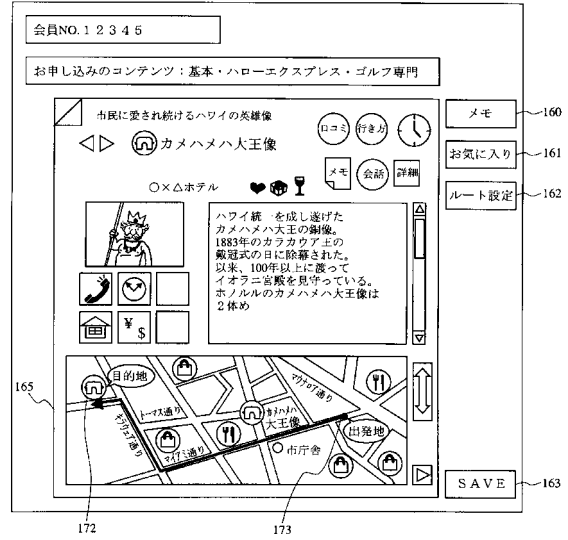 会員NO.１２３４５
お申し込みのコンテンツ：基本・ハローエクスプレス・ゴルフ専門
市民に愛され続けるハワイの英雄像
カメハメハ大王像
口コミ
行き方
メモ
会話
詳細
○×△ホテル
ハワイ統一を成し遂げた
カメハメハ大王の銅像。
1883年のカラカウア王の
戴冠式の日に除幕された。
以来、100年以上に渡って
イオラニ宮殿を見守っている。
ホノルルのカメハメハ大王像は
２体め
¥
$
メモ
160
お気に入り
161
ルート設定
162
165
目的地
トーマス通り
キラウェア通り
マイアミ通り
マウナロア通り
カメハメハ
大王像
市庁舎
出発地
SAVE
163
172
173